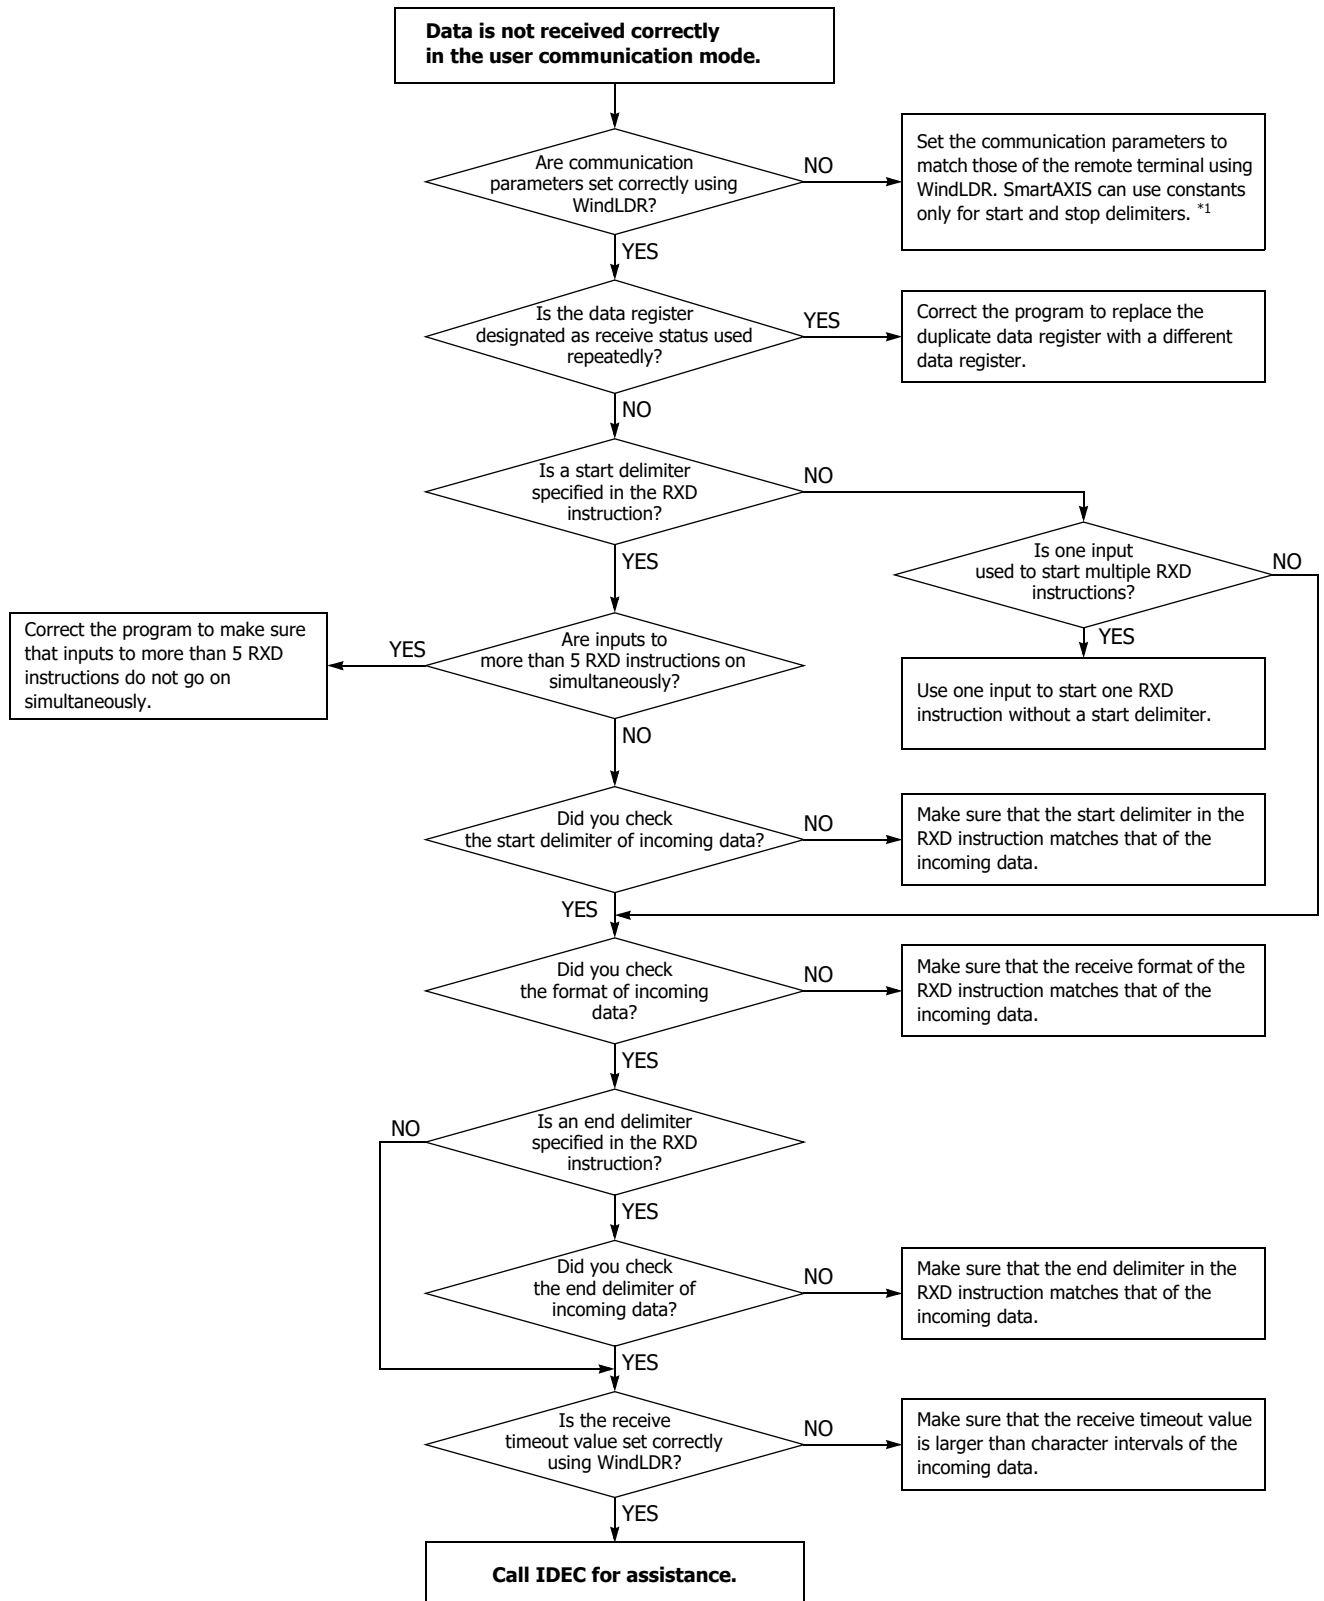 Data is not received correctly
in the user communication mode.
Are communication
parameters set correctly using
WindLDR?
NO
Set the communication parameters to
match those of the remote terminal using
WindLDR. SmartAXIS can use constants
only for start and stop delimiters. *1
YES
Is the data register
designated as receive status used
repeatedly?
YES
Correct the program to replace the
duplicate data register with a different
data register.
NO
Is a start delimiter
specified in the RXD
instruction?
NO
Is one input
used to start multiple RXD
instructions?
NO
YES
Use one input to start one RXD
instruction without a start delimiter.
YES
Are inputs to
more than 5 RXD instructions on
simultaneously?
YES
Correct the program to make sure
that inputs to more than 5 RXD
instructions do not go on
simultaneously.
NO
Did you check
the start delimiter of incoming data?
NO
Make sure that the start delimiter in the
RXD instruction matches that of the
incoming data.
YES
Did you check
the format of incoming
data?
NO
Make sure that the receive format of the
RXD instruction matches that of the
incoming data.
YES
Is an end delimiter
specified in the RXD
instruction?
NO
YES
Did you check
the end delimiter of
incoming data?
NO
Make sure that the end delimiter in the
RXD instruction matches that of the
incoming data.
YES
Is the receive
timeout value set correctly
using WindLDR?
NO
Make sure that the receive timeout value
is larger than character intervals of the
incoming data.
YES
Call IDEC for assistance.